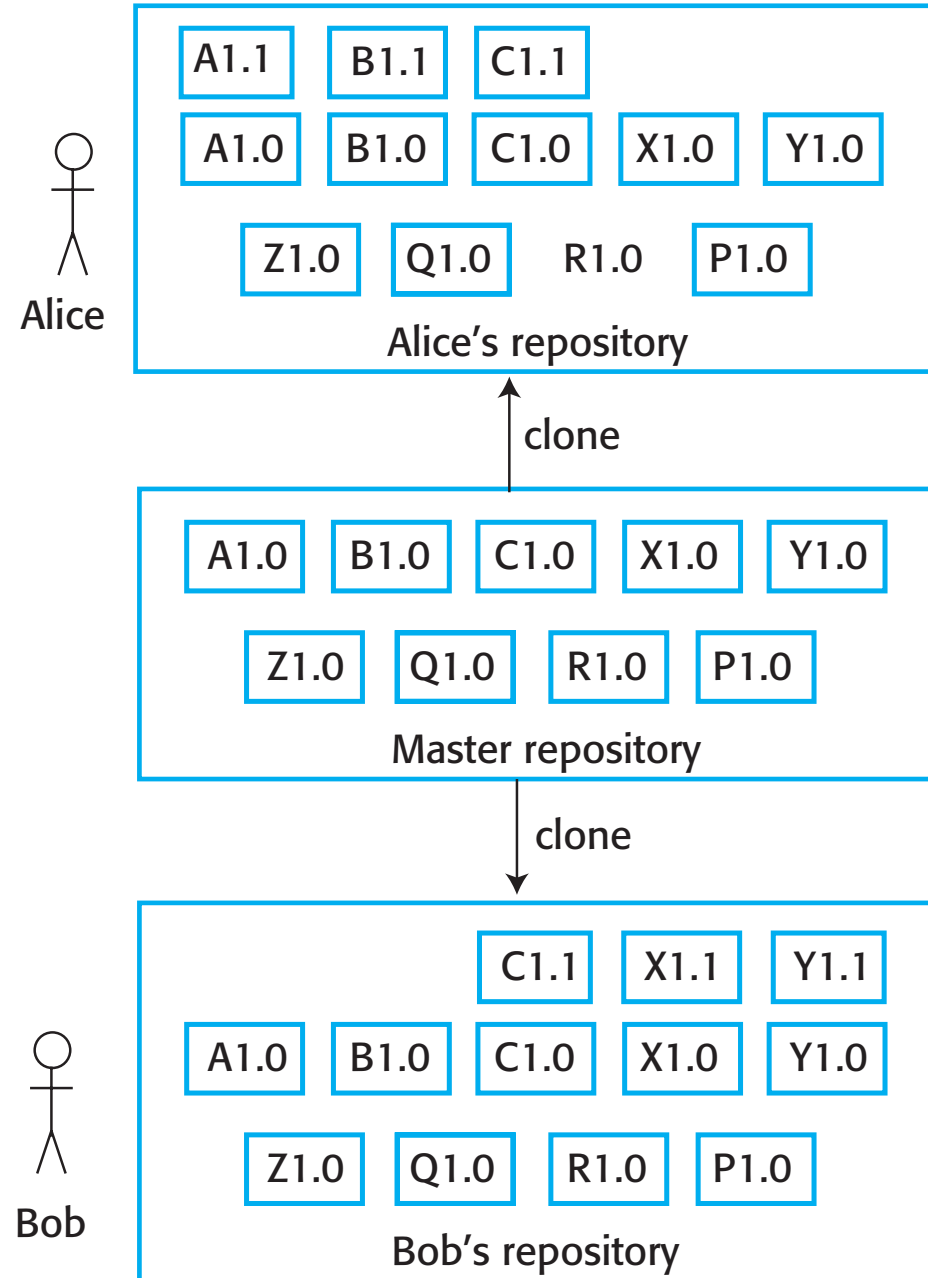 A1.1 B1.1 C1.1
A1.0 B1.0 C1.0 X1.0 Y1.0
Z1.0 Q1.0 R1.0 P1.0
Alice
Alice’s repository
clone
A1.0 B1.0 C1.0 X1.0 Y1.0
Z1.0 Q1.0 R1.0 P1.0
Master repository
clone
C1.1 X1.1 Y1.1
A1.0 B1.0 C1.0 X1.0 Y1.0
Z1.0 Q1.0 R1.0 P1.0
Bob
Bob’s repository